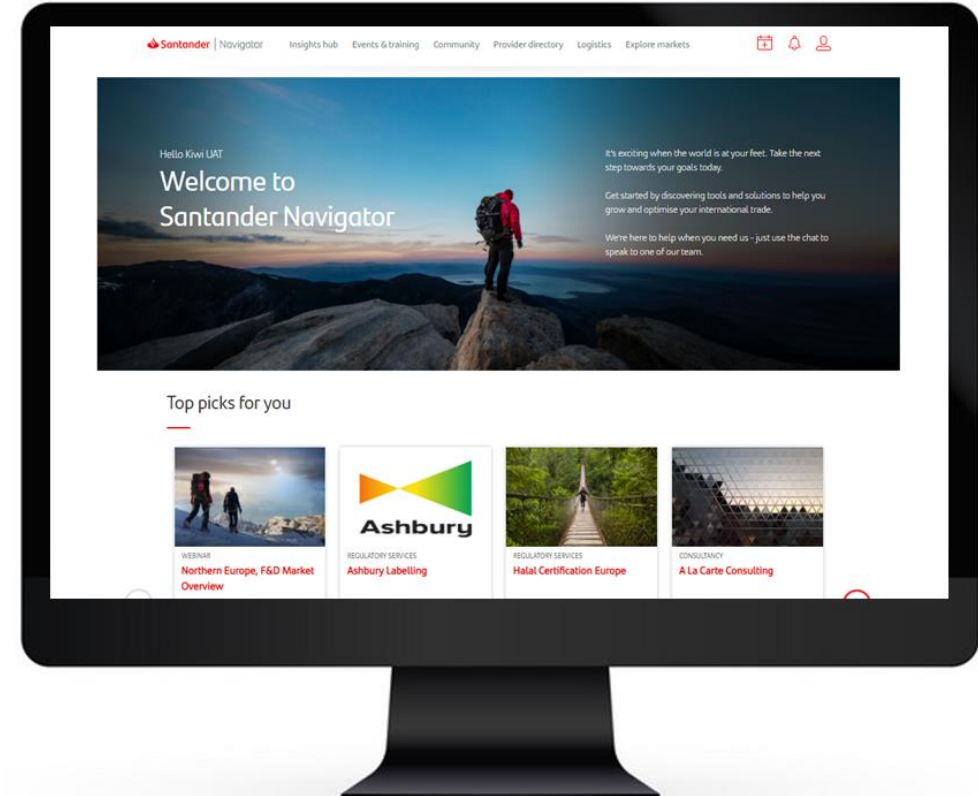 Santander | Navigator Insights hub Events & training Community Provider directory Logistics Explore markets
Hello Kiwi UAT
Welcome to
Santander Navigator
It's exciting when the world is at your feet. Take the next
step towards your goals today.
Get started by discovering tools and solutions to help you
grow and optimise your international trade.
We're here to help when you need us - just use the chat to
speak to one of our team.
Top picks for you
WEBINAR
Northern Europe, F&D Market
Overview
Ashbury
REGULATORY SERVICES
Ashbury Labelling
REGULATORY SERVICES
Halal Certification Europe
CONSULTANCY
A La Carte Consulting